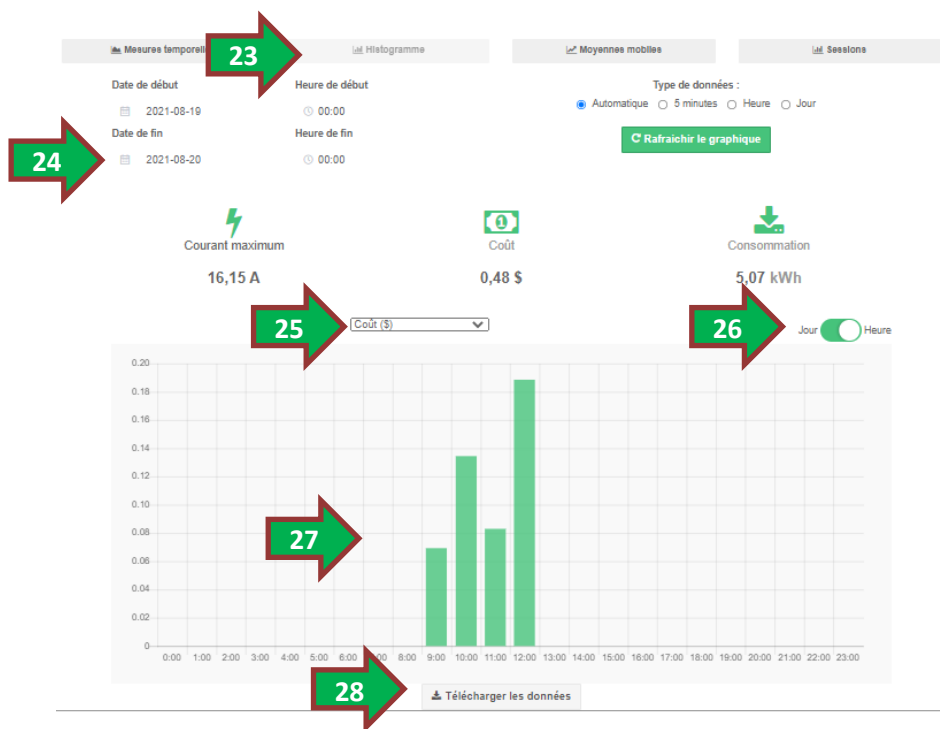 Mesures temporelle
23
Histogramme
Moyennes mobiles
Sessions
Date de début
Heure de début
Type de données :
2021-08-19
00:00
Automatique 5 minutes Heure Jour
Date de fin
Heure de fin
Rafraichir le graphique
24
2021-08-20
00:00
Courant maximum
Coût
Consommation
16,15 A
0,48 $
5,07 kWh
25
Coût ($)
26
Jour
Heure
0.20
0.18
0.16
0.14
0.12
0.10
0.08
27
0.06
0.04
0.02
0
0:00 1:00 2:00 3:00 4:00 5:00 6:00 8:00 9:00 10:00 11:00 12:00 13:00 14:00 15:00 16:00 17:00 18:00 19:00 20:00 21:00 22:00 23:00
28
Télécharger les données